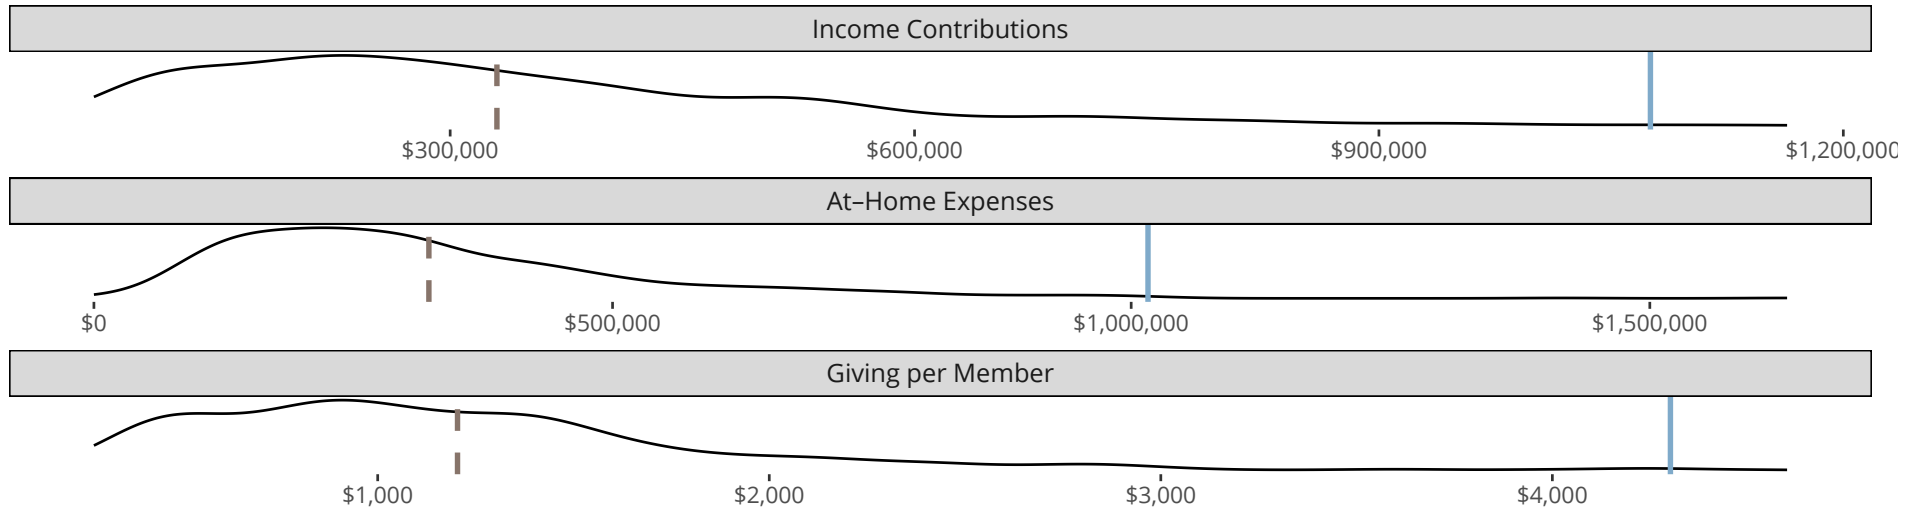 Income Contributions
$300,000 $600,000 $900,000 $1,200,000
At–Home Expenses
$0 $500,000 $1,000,000 $1,500,000
Giving per Member
$1,000 $2,000 $3,000 $4,000